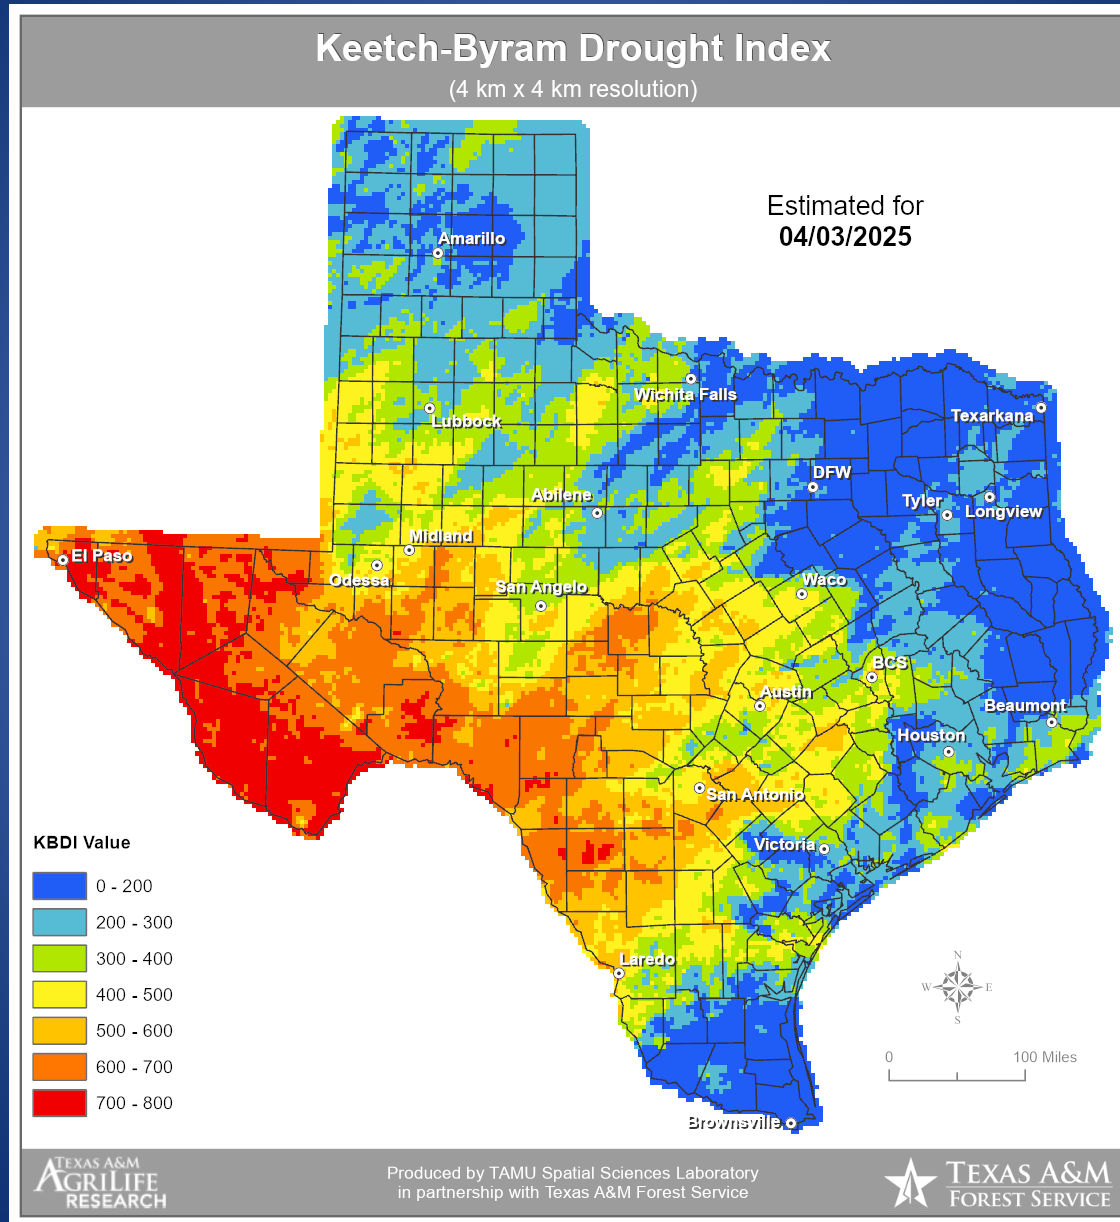 Keetch-Byram Drought Index
(4 km x 4 km resolution)
Estimated for
04/03/2025
Amarillo
Wichita Falls
Lubbock
Texarkana
DFW
Abilene
Tyler
Longview
Midland
El Paso
Odessa
San Angelo
Waco
BCS
Austin
Beaumont
Houston
San Antonio
Victoria
Laredo
Brownsville
KBDI Value
0 - 200
200 - 300
300 - 400
400 - 500
500 - 600
600 - 700
700 - 800
N
W E
S
0 100 Miles
TEXAS A&M
AGRILIFE
RESEARCH
Produced by TAMU Spatial Sciences Laboratory
in partnership with Texas A&M Forest Service
TEXAS A&M
FOREST SERVICE